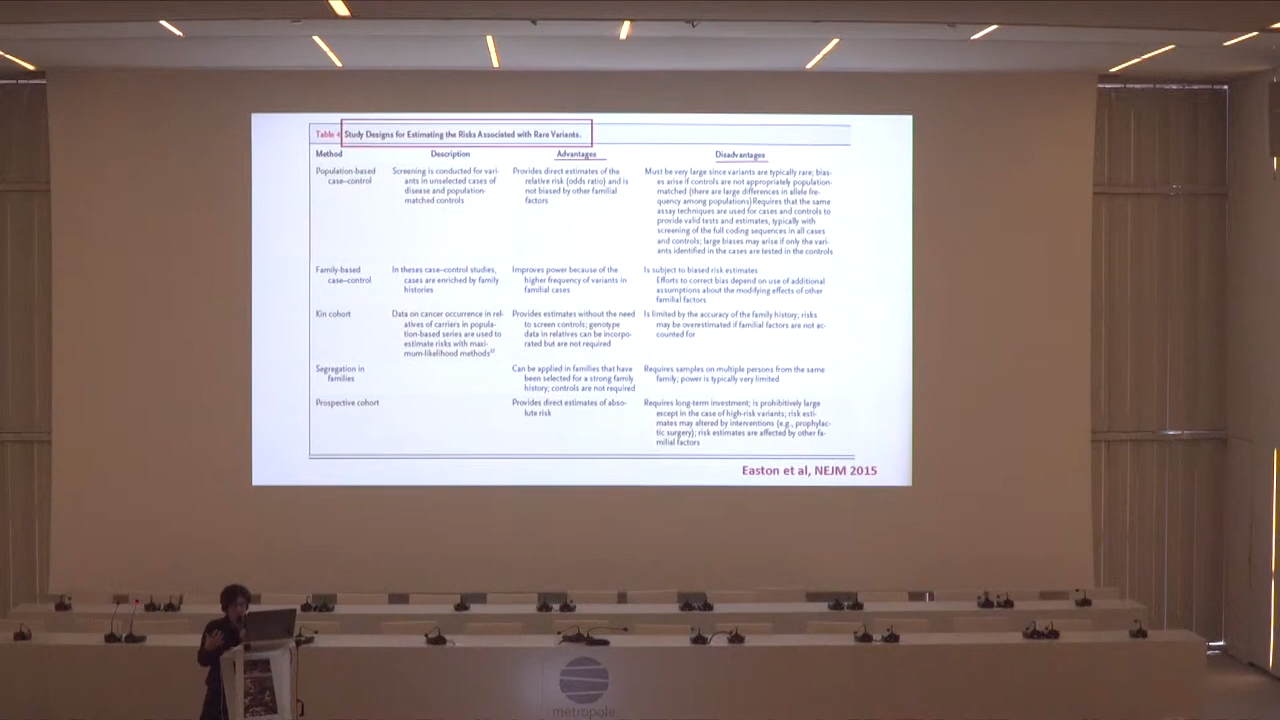 Table 4 Study Designs for Estimating the Risks Associated with Rare Variants.
Method Description Advantages Disadvantages
Population-based case–control
Screening is conducted for vari-
ants in unselected cases of
disease and population-
matched controls
Provides direct estimates of the
relative risk (odds ratio) and is
not biased by other familial
factors
Must be very large since variants are typically rare, bias-
es arise if controls are not appropriately population-
matched (there are large differences in allele fre-
quency among populations)Requires that the same
assay techniques are used for cases and controls to
provide valid tests and estimates, typically with
screening of the full coding sequences in all cases
and controls; large biases may arise if only the vari-
ants identified in the cases are tested in the controls
Family-based
case–control
In theses case–control studies,
cases are enriched by family
histories
Improves power because of the
higher frequency of variants in
familial cases
Is subject to biased risk estimates
Efforts to correct bias depend on use of additional
assumptions about the modifying effects of other
familial factors
Kin cohort
Data on cancer occurrence in rel-
atives of carriers in popula-
tion-based series are used to
estimate risks with maxi-
mum-likelihood methods
Provides estimates without the need
to screen controls; genotype
data in relatives can be incorpo-
rated but are not required
Is limited by the accuracy of the family history; risks
may be overestimated if familial factors are not ac-
counted for
Segregation in
families
Can be applied in families that have
been selected for a strong family
history; controls are not required
Requires samples on multiple persons from the same
family; power is typically very limited
Prospective cohort
Provides direct estimates of abso-
lute risk
Requires long-term investment; is prohibitively large
except in the case of high-risk variants; risk esti-
mates may altered by interventions (e.g., prophylac-
tic surgery); risk estimates are affected by other fa-
milial factors
Easton et al, NEJM 2015
metropole